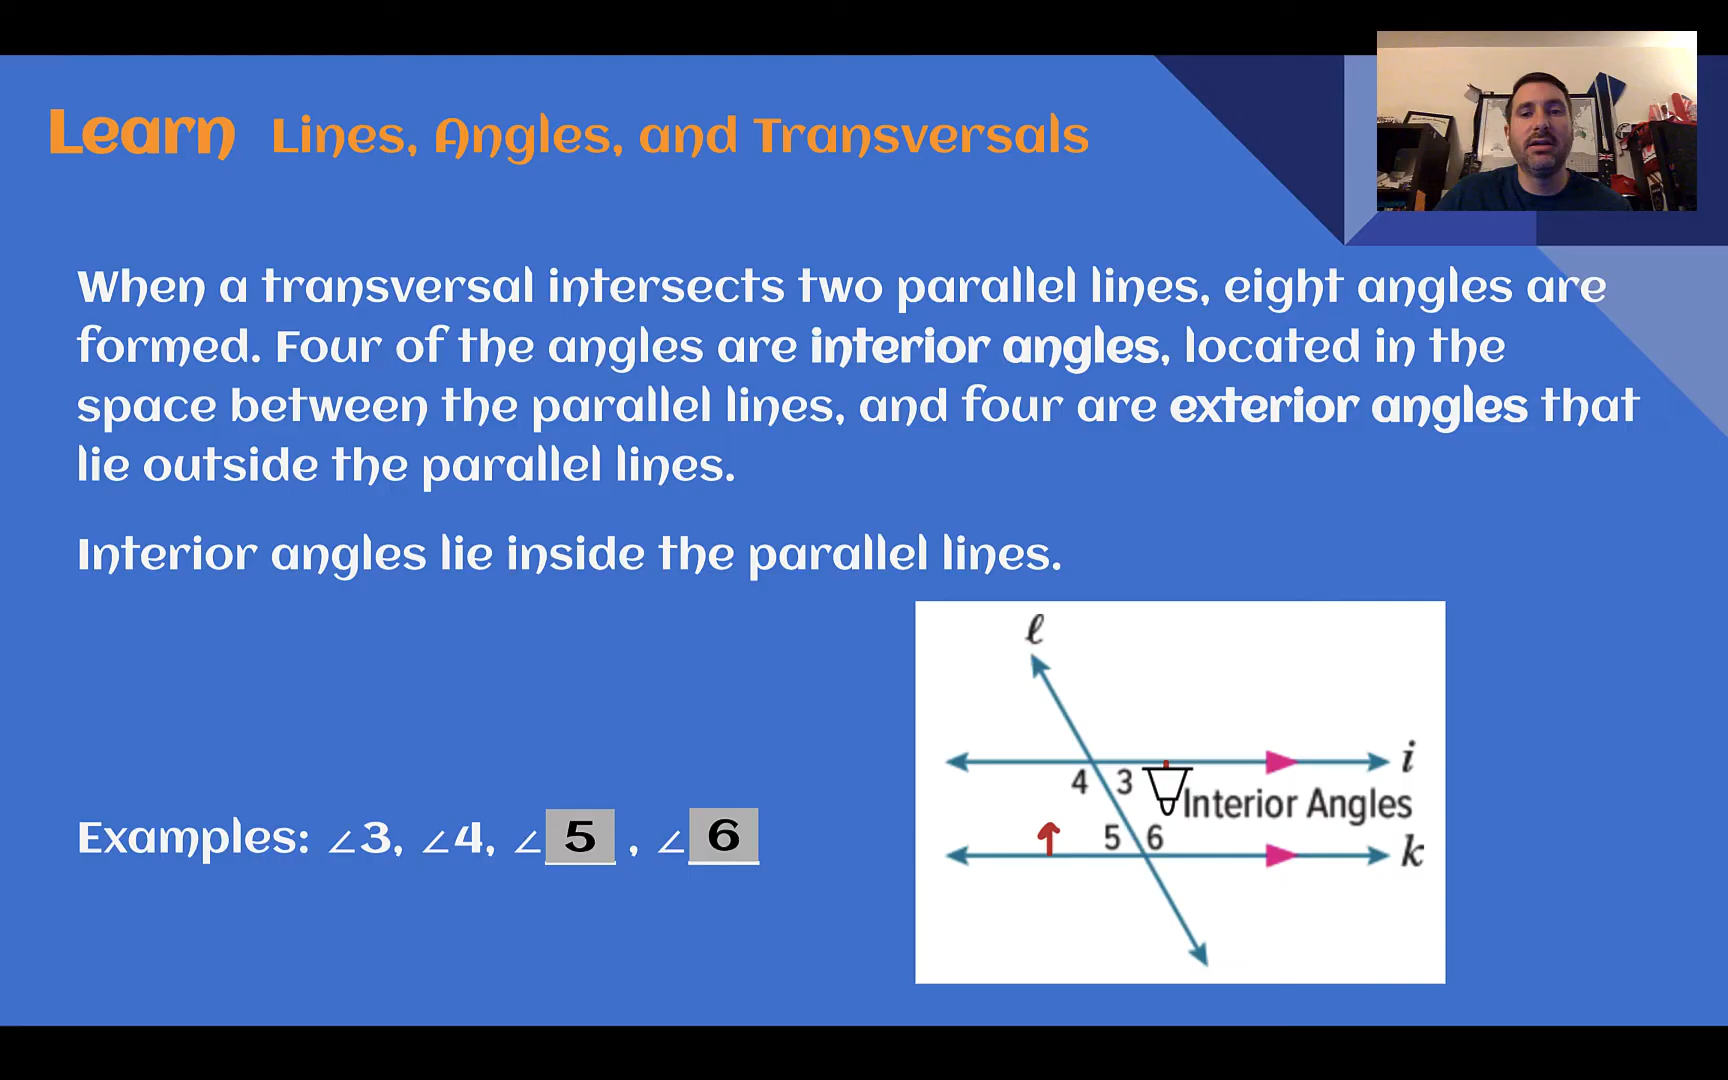 Learn Lines, Angles, and Transversals
When a transversal intersects two parallel lines, eight angles are
formed. Four of the angles are interior angles, located in the
space between the parallel lines, and four are exterior angles that
lie outside the parallel lines.
Interior angles lie inside the parallel lines.
ℓ
i
4 3
Interior Angles
Examples: ∠3, ∠4, ∠ 5 , ∠ 6
5 6
k